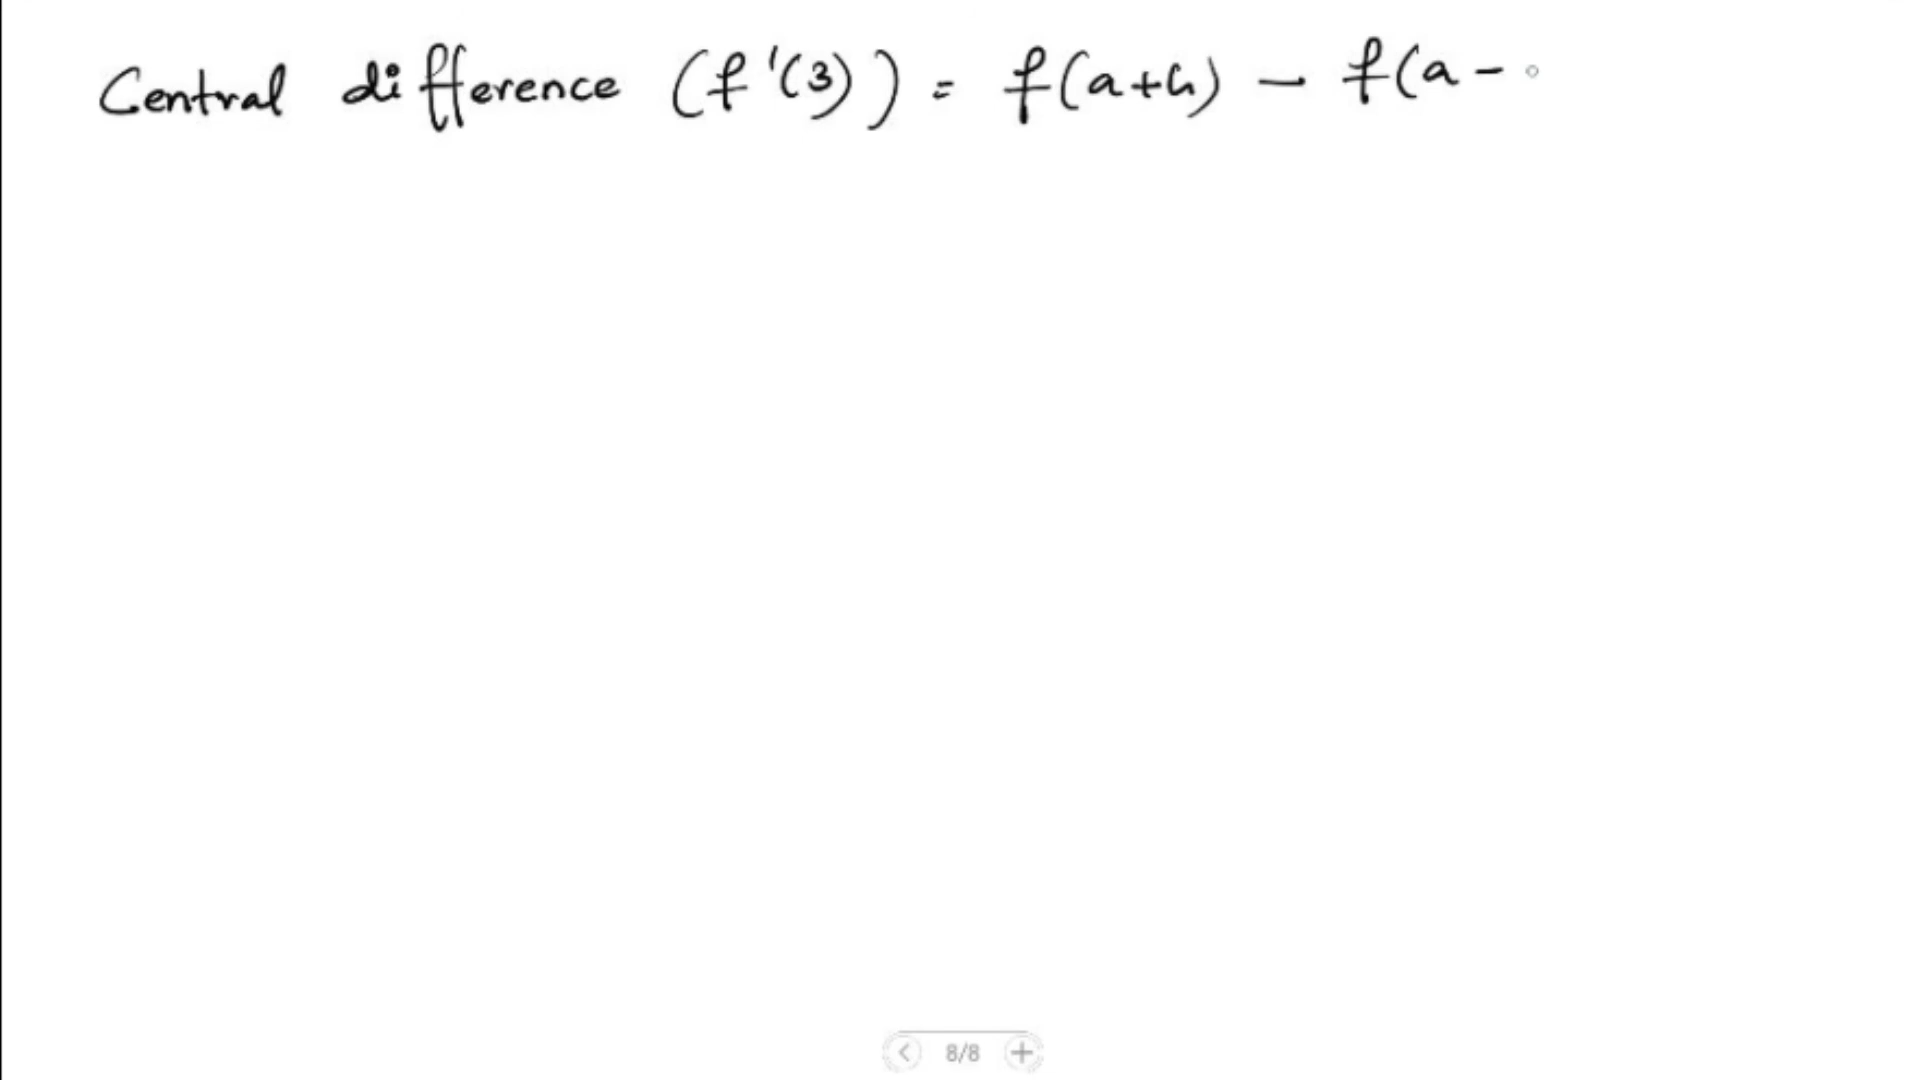 Central difference (f'(3)) = f(a+h) - f(a -
8/8